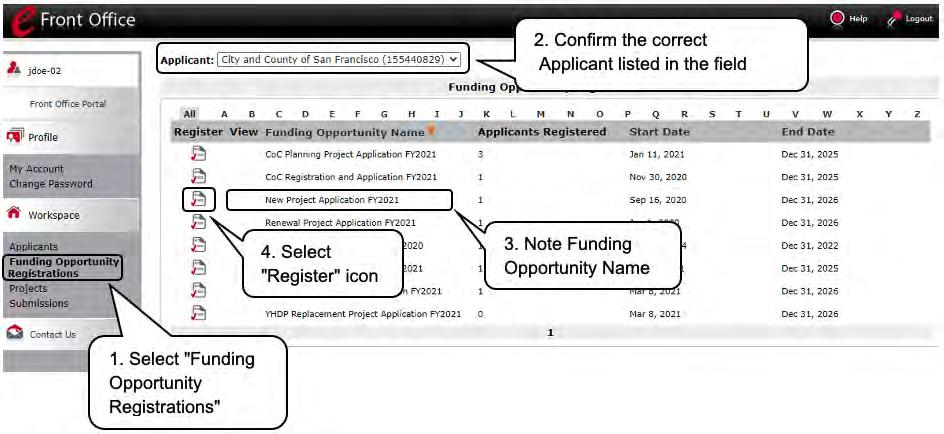 e Front Office
Help
Logout
2. Confirm the correct
Applicant listed in the field
jdoe-02
Front Office Portal
Profile
My Account
Change Password
Workspace
Applicants
Funding Opportunity
Registrations
Projects
Submissions
Contact Us
Applicant: City and County of San Francisco (155440829)
Funding Opp
All A B C D E F G H I J K L M N O P Q R S T U V W X Y Z
Register View Funding Opportunity Name Applicants Registered Start Date End Date
CoC Planning Project Application FY2021 3 Jan 11, 2021 Dec 31, 2025
CoC Registration and Application FY2021 1 Nov 30, 2020 Dec 31, 2025
New Project Application FY2021 1 Sep 16, 2020 Dec 31, 2026
Renewal Project Application FY2021 1 Dec 31, 2026
2020 1 4 Dec 31, 2022
2021 1 Dec 31, 2025
n FY2021 1 Mar 8, 2021 Dec 31, 2026
YHDP Replacement Project Application FY2021 0 Mar 8, 2021 Dec 31, 2026
1
4. Select
"Register" icon
3. Note Funding
Opportunity Name
1. Select "Funding
Opportunity
Registrations"